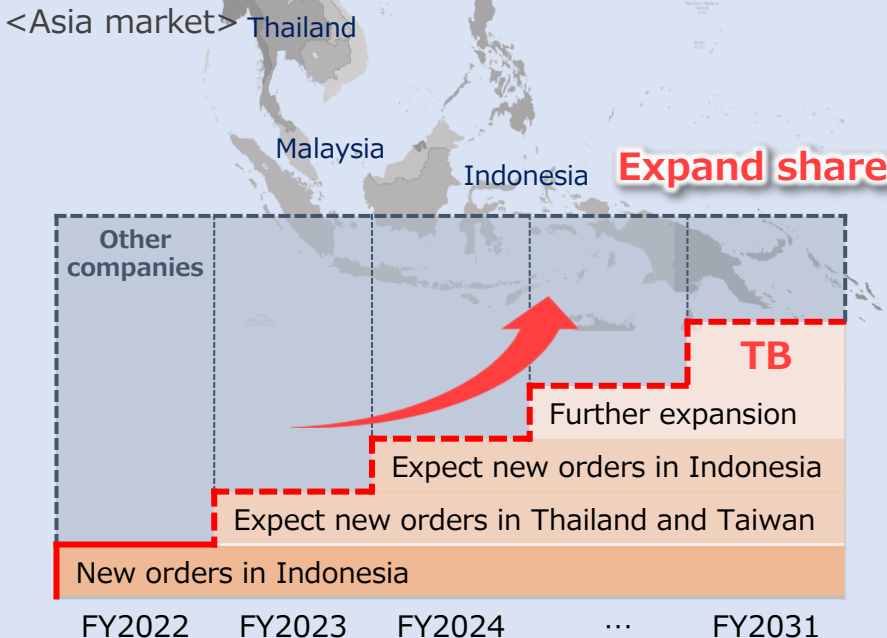 <Asia market>
Thailand
Malaysia
Indonesia
Expand share
Other
companies
TB
Further expansion
Expect new orders in Indonesia
Expect new orders in Thailand and Taiwan
New orders in Indonesia
FY2022 FY2023 FY2024 … FY2031